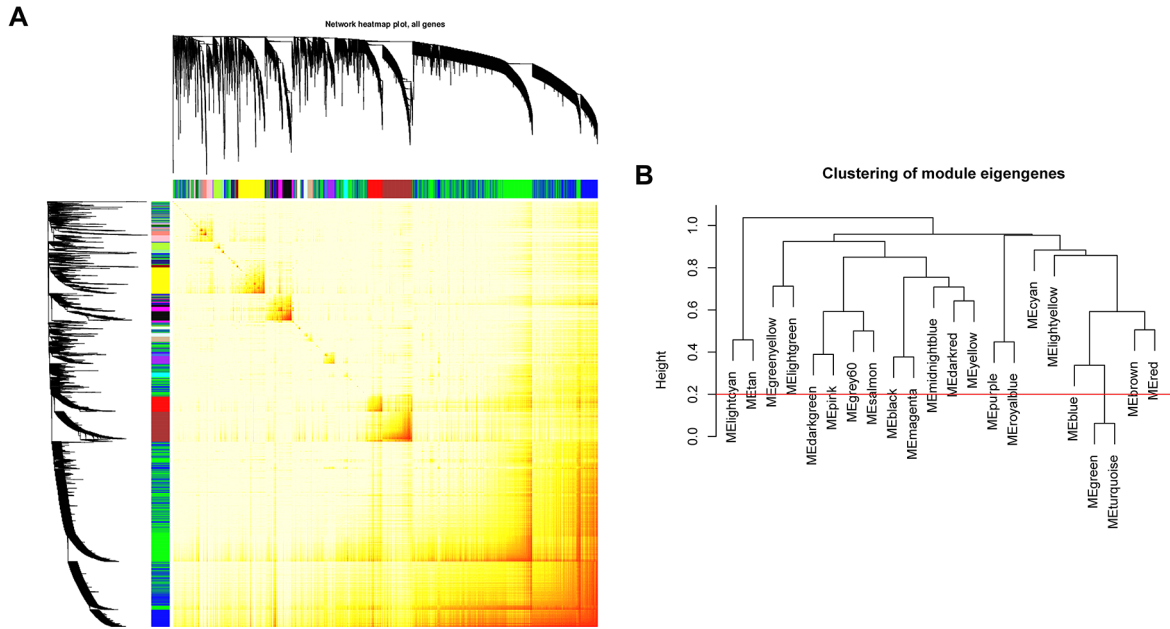 A
Network heatmap plot, all genes
B
Clustering of module eigengenes
Height
1.0
0.8
0.6
0.4
0.2
0.0
MElightcyan
MEtan
MEgreenyellow
MElightgreen
MEdarkgreen
MEpink
MEgrey60
MEsalmon
MEblack
MEmagenta
MEmidnightblue
MEdarkred
MEyellow
MEpurple
MEroyalblue
MEcyan
MElightyellow
MEblue
MEgreen
MEturquoise
MEbrown
MEred